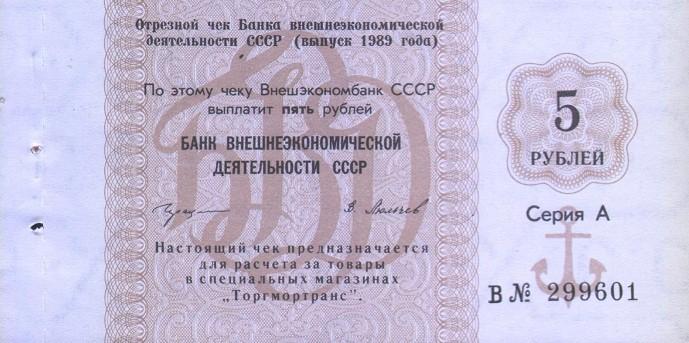 Отрезной чек Банка внешнеэкономической
деятельности СССР (выпуск 1989 года)
По этому чеку Внешэкономбанк СССР
выплатит пять рублей
БАНК ВНЕШНЕЭКОНОМИЧЕСКОЙ
ДЕЯТЕЛЬНОСТИ СССР
Настоящий чек предназначается
для расчета за товары
в специальных магазинах
„Торгмортранс".
5
РУБЛЕЙ
Серия А
В № 299601